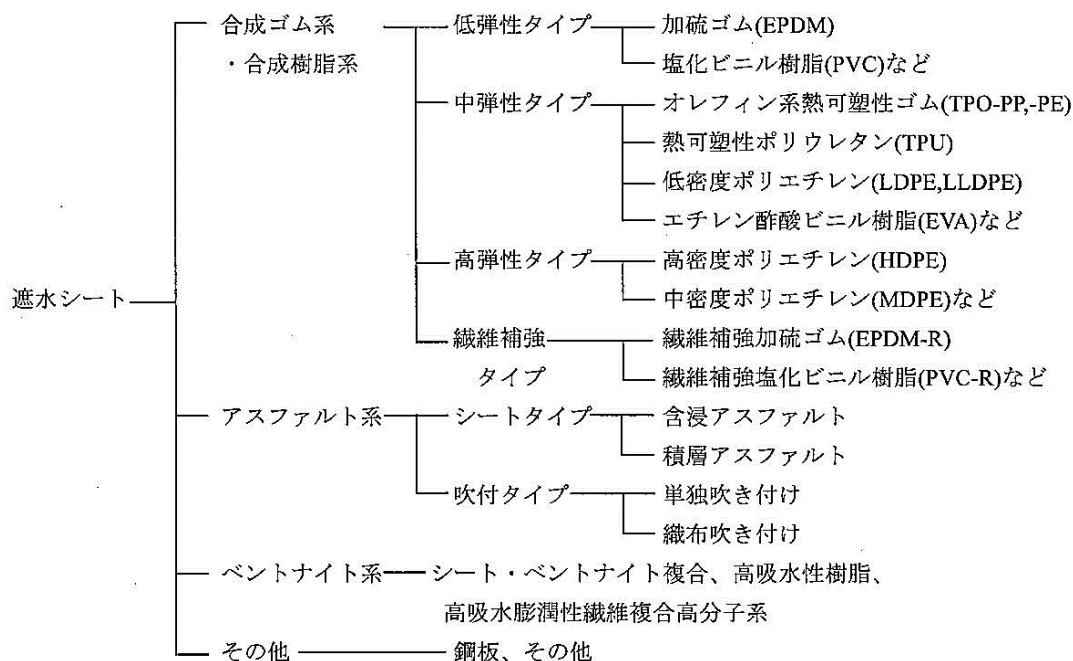 合成ゴム系 低弾性タイプ 加硫ゴム(EPDM)
・合成樹脂系 塩化ビニル樹脂(PVC)など
中弾性タイプ オレフィン系熱可塑性ゴム(TPO-PP,-PE)
熱可塑性ポリウレタン(TPU)
低密度ポリエチレン(LDPE,LLDPE)
エチレン酢酸ビニル樹脂(EVA)など
高弾性タイプ 高密度ポリエチレン(HDPE)
遮水シート 中密度ポリエチレン(MDPE)など
繊維補強 繊維補強加硫ゴム(EPDM-R)
タイプ 繊維補強塩化ビニル樹脂(PVC-R)など
アスファルト系 シートタイプ 含浸アスファルト
積層アスファルト
吹付タイプ 単独吹き付け
織布吹き付け
ベントナイト系 シート・ベントナイト複合、高吸水性樹脂、
高吸水膨潤性繊維複合高分子系
その他 鋼板、その他